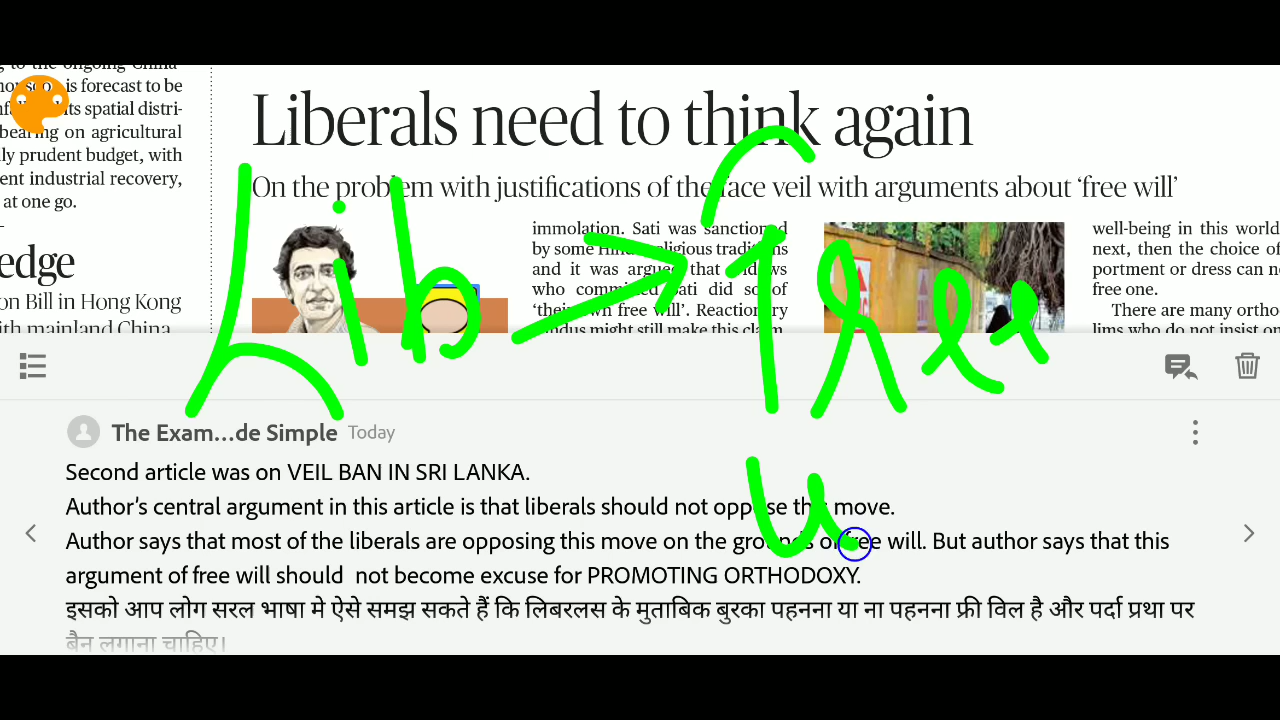 g to the ongoing China-
is forecast to be
its spatial distri-
bearing on agricultural
ly prudent budget, with
ent industrial recovery,
at one go.
edge
on Bill in Hong Kong
ith mainland China
Liberals need to think again
On the problem with justifications of the face veil with arguments about ‘free will’
immolation. Sati was sanctioned
by some Hindu religious traditions
and it was argued that widows
who committed sati did so of
‘their own free will’. Reactionary
Hindus might still make this claim
well-being in this world
next, then the choice of
portment or dress can n
free one.
There are many ortho
lims who do not insist on
Lib → free
The Exam...de Simple Today
Second article was on VEIL BAN IN SRI LANKA.
Author's central argument in this article is that liberals should not oppose this move.
Author says that most of the liberals are opposing this move on the grounds of free will. But author says that this
argument of free will should not become excuse for PROMOTING ORTHODOXY.
इसको आप लोग सरल भाषा मे ऐसे समझ सकते हैं कि लिबरलस के मुताबिक बुरका पहनना या ना पहनना फ्री विल है और पर्दा प्रथा पर
बैन लगाना चाहिए।